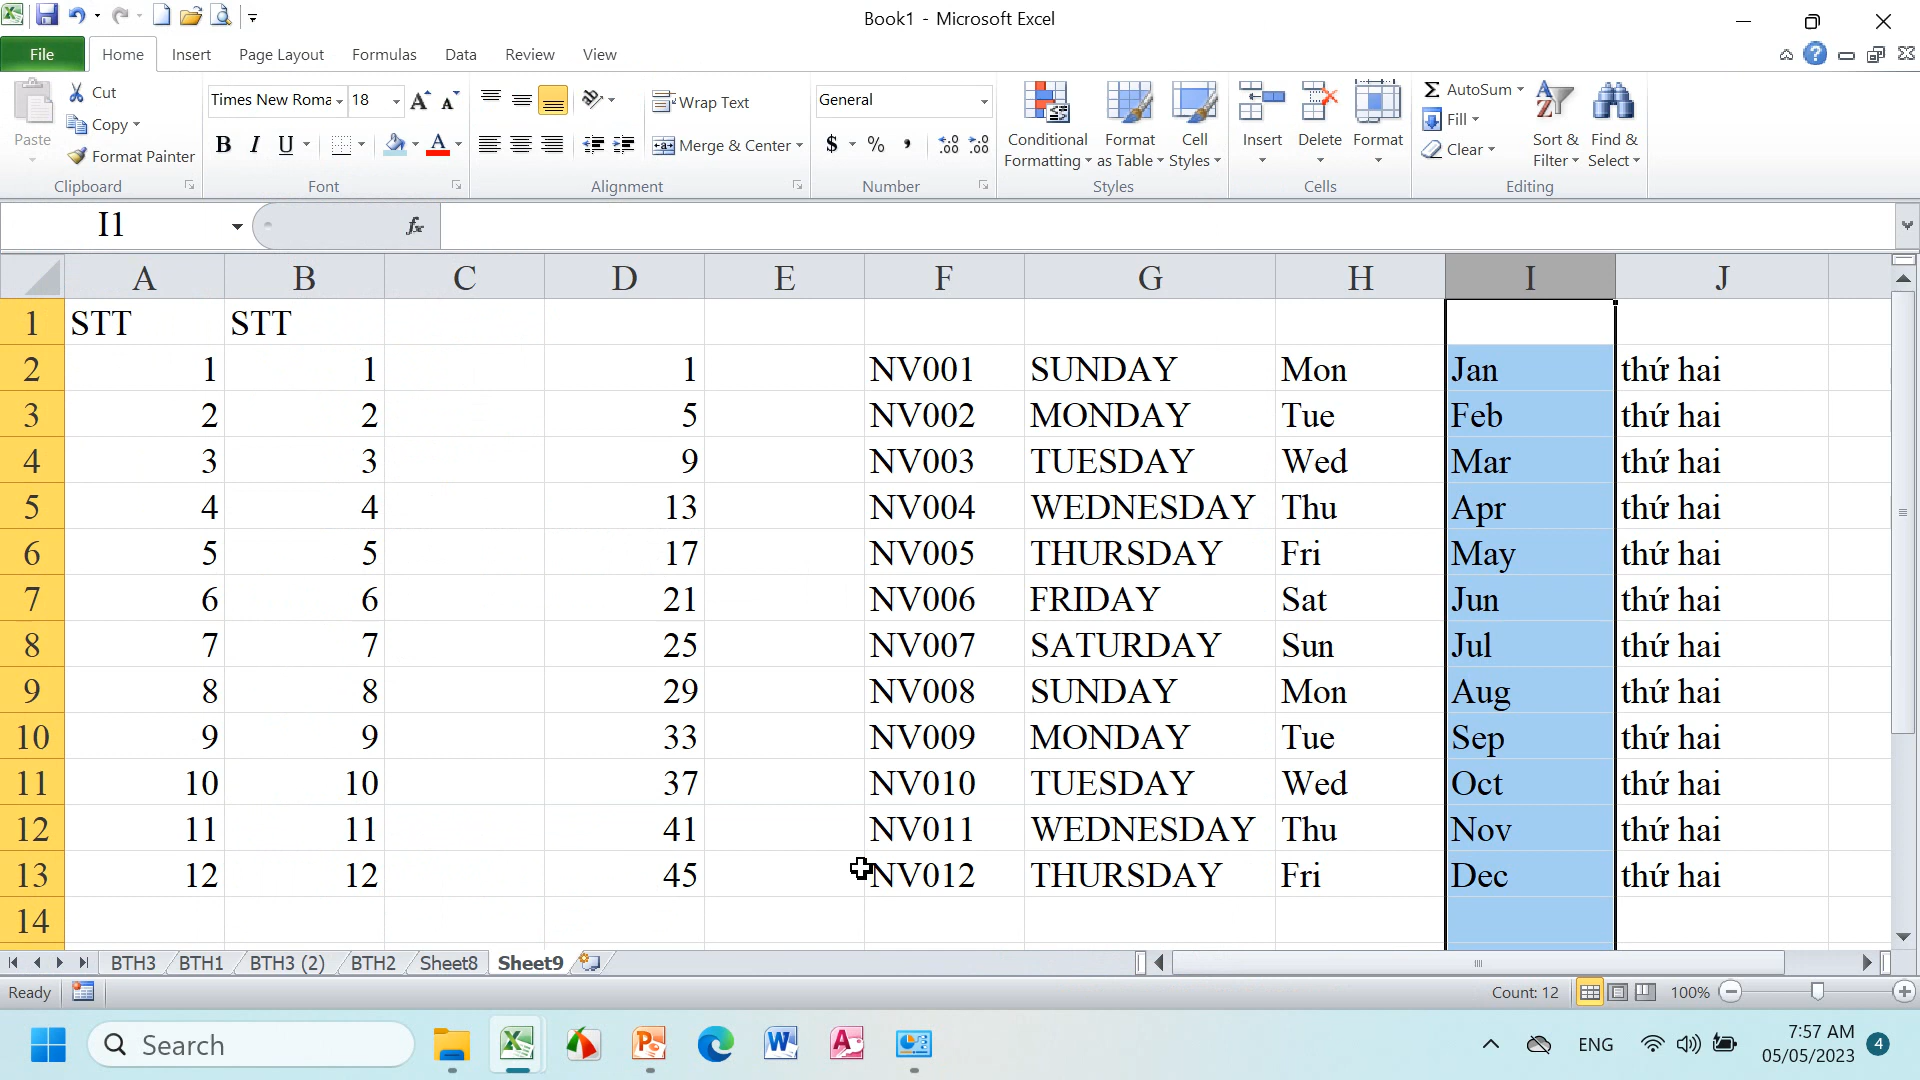 Book1 - Microsoft Excel
File Home Insert Page Layout Formulas Data Review View
Paste Cut Copy Format Painter Clipboard
Times New Roma 18 B I U Font
Wrap Text Merge & Center Alignment
General $ % , Number
Conditional Formatting Format as Table Cell Styles Styles
Insert Delete Format Cells
AutoSum Fill Clear Sort & Filter Find & Select Editing
I1 fx
A B C D E F G H I J
1 STT STT
2 1 1 1 NV001 SUNDAY Mon Jan thứ hai
3 2 2 5 NV002 MONDAY Tue Feb thứ hai
4 3 3 9 NV003 TUESDAY Wed Mar thứ hai
5 4 4 13 NV004 WEDNESDAY Thu Apr thứ hai
6 5 5 17 NV005 THURSDAY Fri May thứ hai
7 6 6 21 NV006 FRIDAY Sat Jun thứ hai
8 7 7 25 NV007 SATURDAY Sun Jul thứ hai
9 8 8 29 NV008 SUNDAY Mon Aug thứ hai
10 9 9 33 NV009 MONDAY Tue Sep thứ hai
11 10 10 37 NV010 TUESDAY Wed Oct thứ hai
12 11 11 41 NV011 WEDNESDAY Thu Nov thứ hai
13 12 12 45 NV012 THURSDAY Fri Dec thứ hai
14
BTH3 BTH1 BTH3 (2) BTH2 Sheet8 Sheet9
Ready Count: 12 100%
Search ENG 7:57 AM 4
05/05/2023